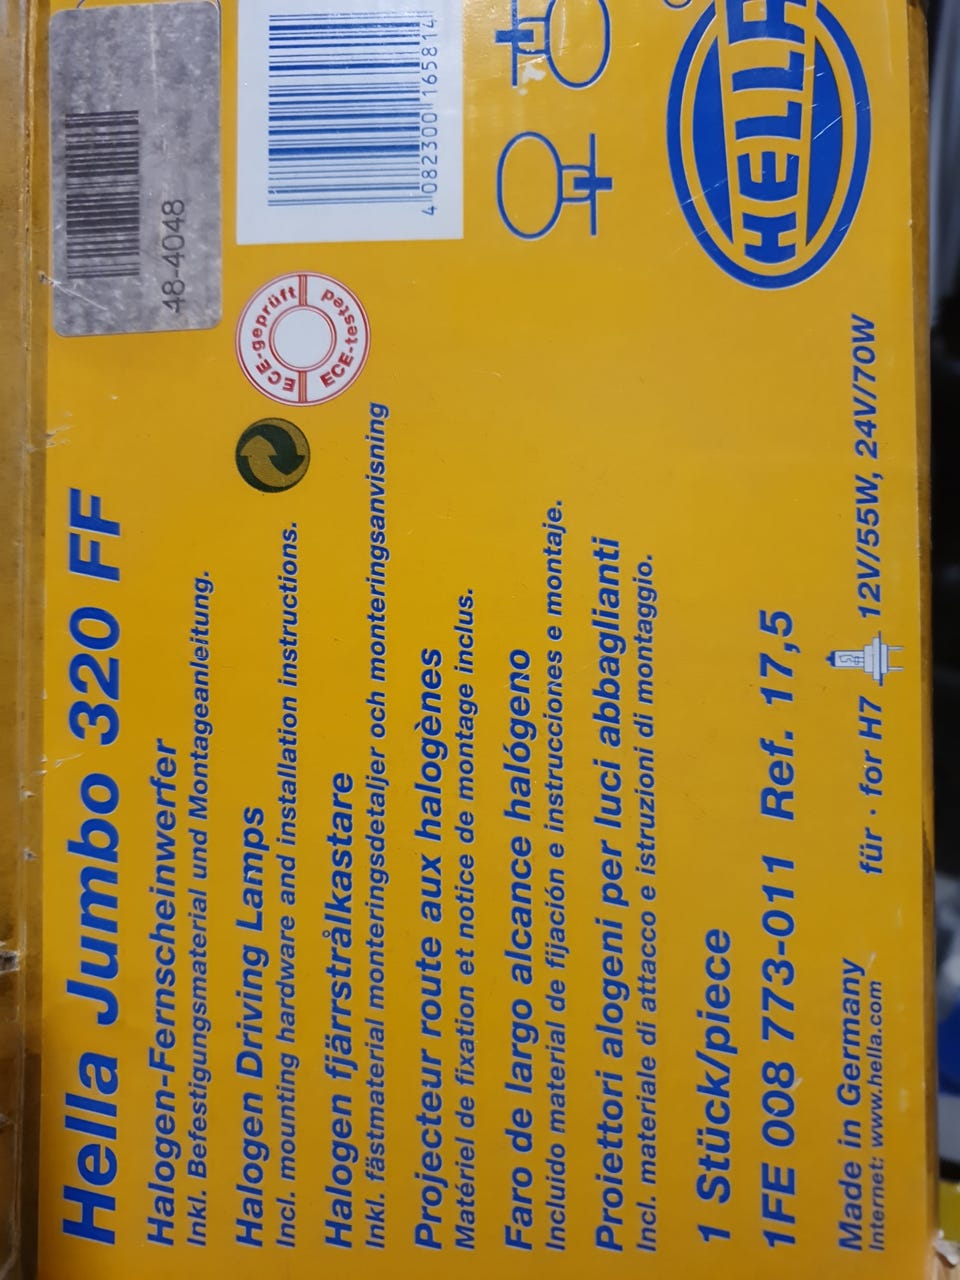 Hella Jumbo 320 FF
Halogen-Fernscheinwerfer
Inkl. Befestigungsmaterial und Montageanleitung.
Halogen Driving Lamps
Incl. mounting hardware and installation instructions.
Halogen fjärrstrålkastare
Inkl. fästmaterial monteringsdetaljer och monteringsanvisning
Projecteur route aux halogènes
Matériel de fixation et notice de montage inclus.
Faro de largo alcance halógeno
Incluido material de fijación e instrucciones e montaje.
Proiettori alogeni per luci abbaglianti
Incl. materiale di attacco e istruzioni di montaggio.
1 Stück/piece
1FE 008 773-011 Ref. 17,5
Made in Germany
Internet: www.hella.com
für · for H7 12V/55W, 24V/70W
ECE-geprüft
ECE-tested
48-4048
4 082300 165814
HELLA